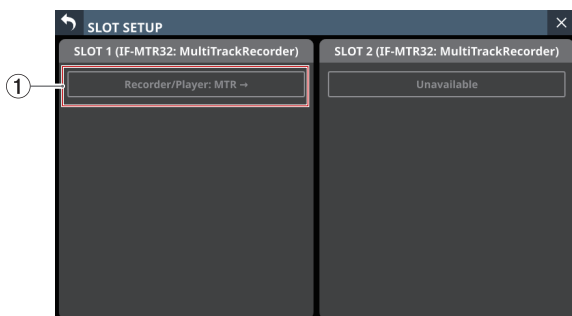 SLOT SETUP
SLOT 1 (IF-MTR32: MultiTrackRecorder)
SLOT 2 (IF-MTR32: MultiTrackRecorder)
1
Recorder/Player: MTR →
Unavailable